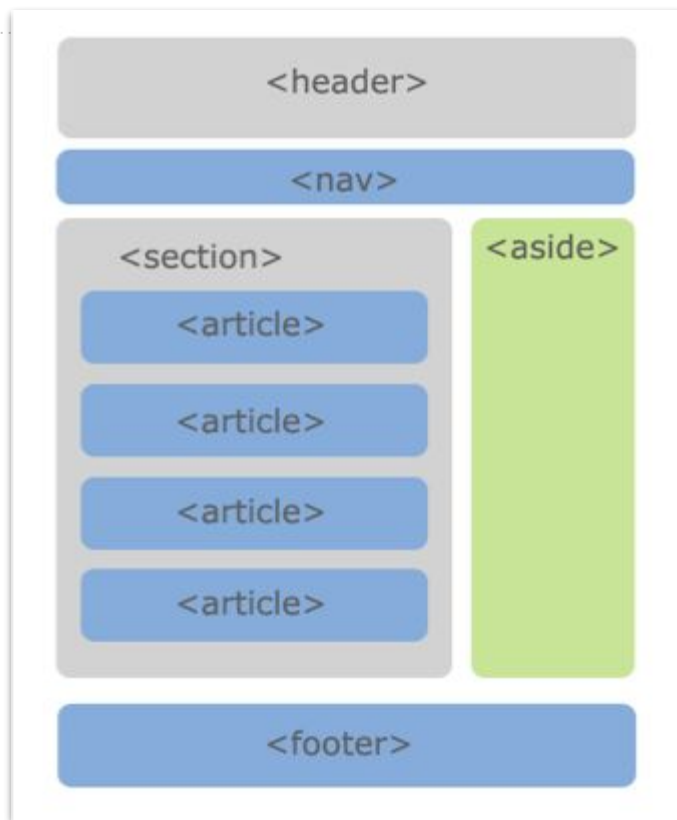 <header>
<nav>
<section>
<article>
<article>
<article>
<article>
<aside>
<footer>